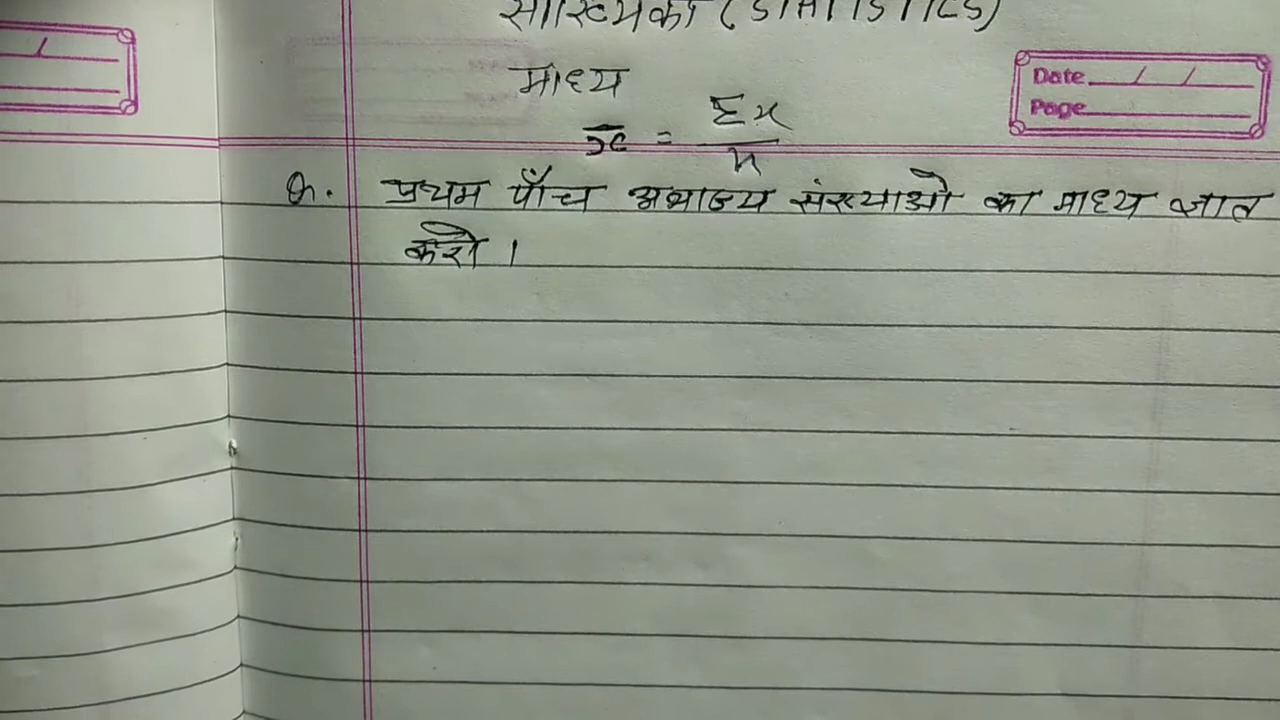 सांख्यिकी (STATISTICS)
माध्य
x̄ = Σx / n
Date / /
Page
Q. प्रथम पाँच अभाज्य संख्याओ का माध्य ज्ञात
करो ।